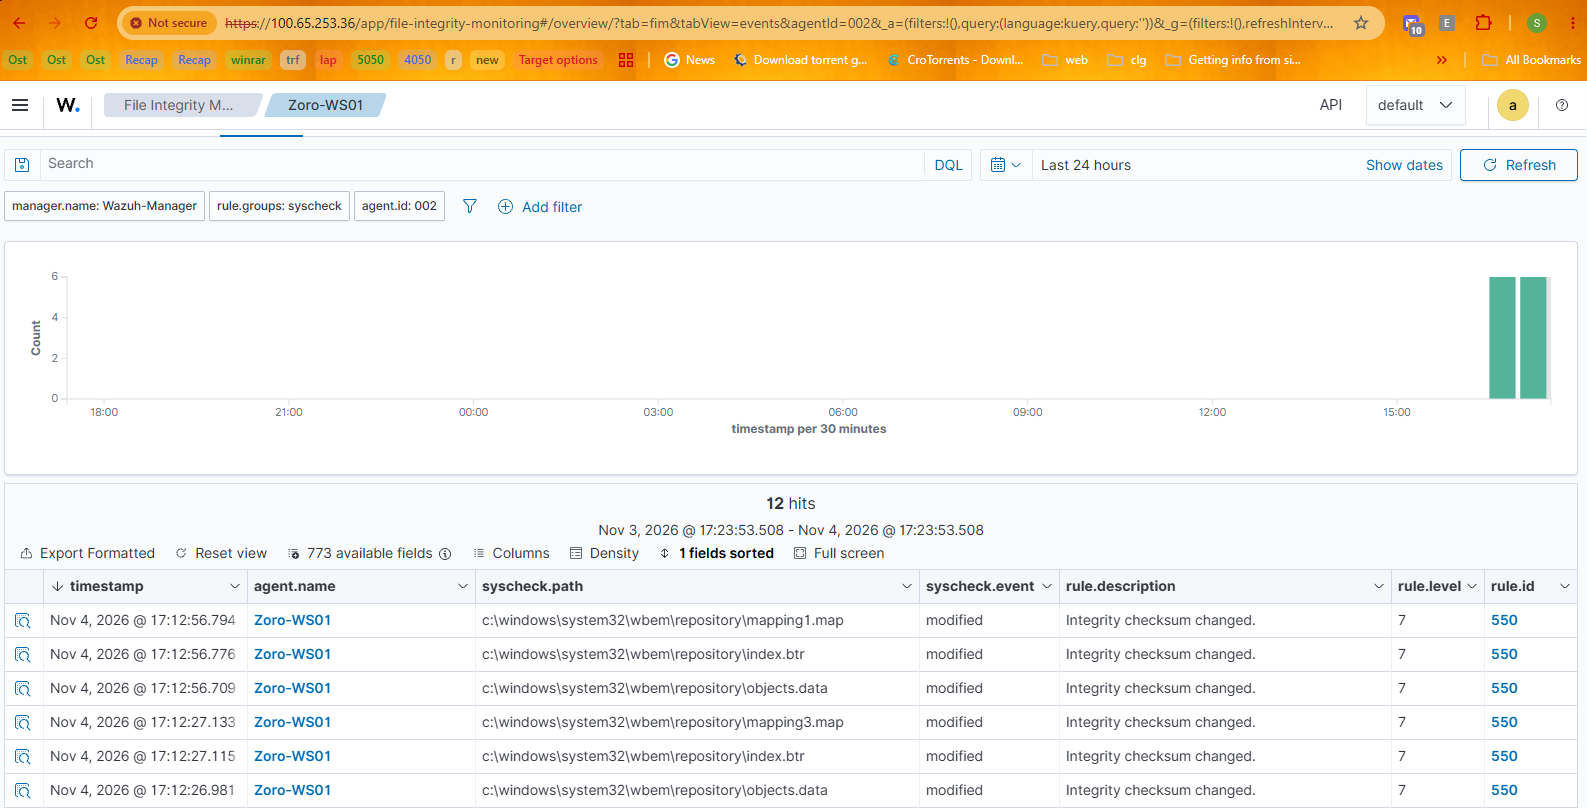 Not secure https://100.65.253.36/app/file-integrity-monitoring#/overview/?tab=fim&tabView=events&agentId=002&_a=(filters:!(),query:(language:kuery,query:''))&_g=(filters:!(),refreshInterv... 10 E S
Ost Ost Ost Recap Recap winrar trf lap 5050 4050 r new Target options News Download torrent g... CroTorrents - Downl... web clg Getting info from si... » All Bookmarks
W. File Integrity M... Zoro-WS01 API default a
Search DQL Last 24 hours Show dates Refresh
manager.name: Wazuh-Manager rule.groups: syscheck agent.id: 002 Add filter
6
4
2
0
Count
18:00 21:00 00:00 03:00 06:00 09:00 12:00 15:00
timestamp per 30 minutes
12 hits
Nov 3, 2026 @ 17:23:53.508 - Nov 4, 2026 @ 17:23:53.508
Export Formatted Reset view 773 available fields Columns Density 1 fields sorted Full screen
timestamp agent.name syscheck.path syscheck.event rule.description rule.level rule.id
Nov 4, 2026 @ 17:12:56.794 Zoro-WS01 c:\windows\system32\wbem\repository\mapping1.map modified Integrity checksum changed. 7 550
Nov 4, 2026 @ 17:12:56.776 Zoro-WS01 c:\windows\system32\wbem\repository\index.btr modified Integrity checksum changed. 7 550
Nov 4, 2026 @ 17:12:56.709 Zoro-WS01 c:\windows\system32\wbem\repository\objects.data modified Integrity checksum changed. 7 550
Nov 4, 2026 @ 17:12:27.133 Zoro-WS01 c:\windows\system32\wbem\repository\mapping3.map modified Integrity checksum changed. 7 550
Nov 4, 2026 @ 17:12:27.115 Zoro-WS01 c:\windows\system32\wbem\repository\index.btr modified Integrity checksum changed. 7 550
Nov 4, 2026 @ 17:12:26.981 Zoro-WS01 c:\windows\system32\wbem\repository\objects.data modified Integrity checksum changed. 7 550